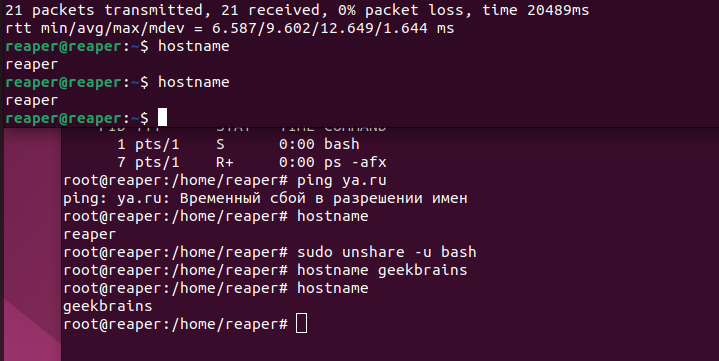 21 packets transmitted, 21 received, 0% packet loss, time 20489ms
rtt min/avg/max/mdev = 6.587/9.602/12.649/1.644 ms
reaper@reaper:~$ hostname
reaper
reaper@reaper:~$ hostname
reaper
reaper@reaper:~$
PID TTY STAT TIME COMMAND
1 pts/1 S 0:00 bash
7 pts/1 R+ 0:00 ps -afx
root@reaper:/home/reaper# ping ya.ru
ping: ya.ru: Временный сбой в разрешении имен
root@reaper:/home/reaper# hostname
reaper
root@reaper:/home/reaper# sudo unshare -u bash
root@reaper:/home/reaper# hostname geekbrains
root@reaper:/home/reaper# hostname
geekbrains
root@reaper:/home/reaper#